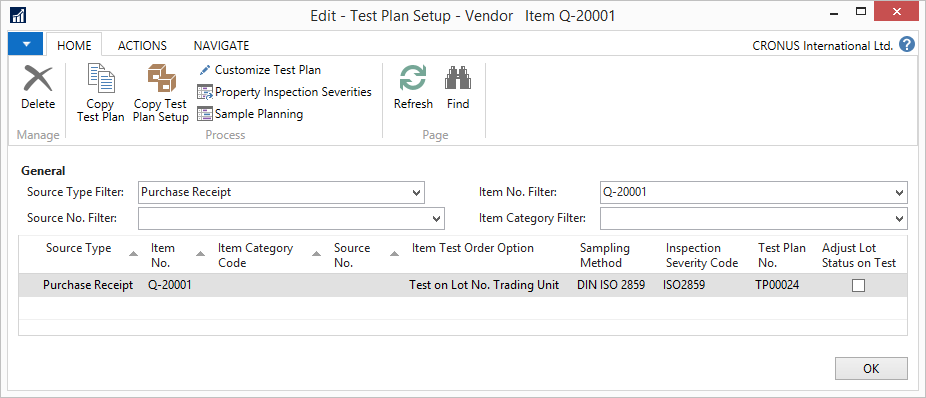 Edit - Test Plan Setup - Vendor   Item Q-20001
HOME ACTIONS NAVIGATE CRONUS International Ltd. ?
Delete
Copy Test Plan
Copy Test Plan Setup
Customize Test Plan
Property Inspection Severities
Sample Planning
Refresh
Find
Manage Process Page
General
Source Type Filter: Purchase Receipt Item No. Filter: Q-20001
Source No. Filter: Item Category Filter:
Source Type Item No. Item Category Code Source No. Item Test Order Option Sampling Method Inspection Severity Code Test Plan No. Adjust Lot Status on Test
Purchase Receipt Q-20001 Test on Lot No. Trading Unit DIN ISO 2859 ISO2859 TP00024
OK